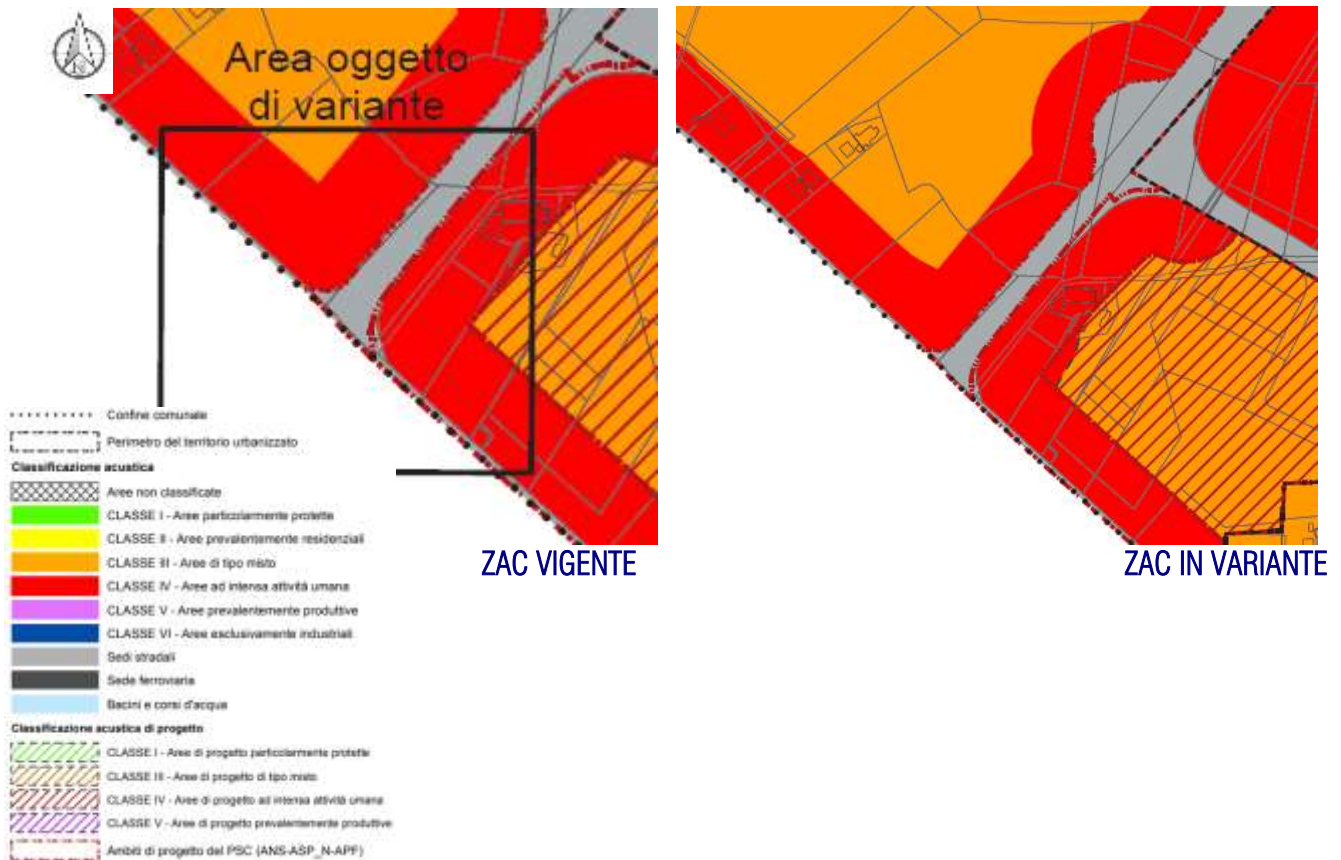 Area oggetto
di variante
Confine comunale
Perimetro del territorio urbanizzato
Classificazione acustica
Aree non classificate
CLASSE I - Aree particolarmente protette
CLASSE II - Aree prevalentemente residenziali
CLASSE III - Aree di tipo misto
CLASSE IV - Aree ad intensa attività umana
CLASSE V - Aree prevalentemente produttive
CLASSE VI - Aree esclusivamente industriali
Sedi stradali
Sede ferroviaria
Bacini e corsi d'acqua
Classificazione acustica di progetto
CLASSE I - Aree di progetto particolarmente protette
CLASSE III - Aree di progetto di tipo misto
CLASSE IV - Aree di progetto ad intensa attività umana
CLASSE V - Aree di progetto prevalentemente produttive
Ambiti di progetto del PSC (ANS-ASP_N-APF)
ZAC VIGENTE
ZAC IN VARIANTE